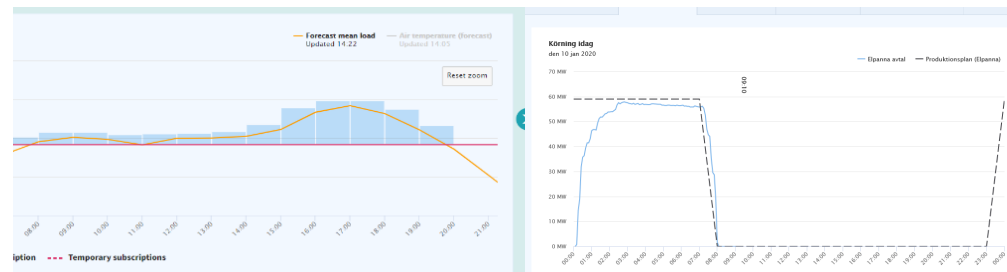 Forecast mean load
Updated 14:22
Air temperature (forecast)
Updated 14:05
Reset zoom
08:00 09:00 10:00 11:00 12:00 13:00 14:00 15:00 16:00 17:00 18:00 19:00 20:00 21:00
ription Temporary subscriptions
Körning idag
den 10 jan 2020
Elpanna avtal Produktionsplan (Elpanna)
70 MW
60 MW
50 MW
40 MW
30 MW
20 MW
10 MW
0 MW
09:10
00:00 01:00 02:00 03:00 04:00 05:00 06:00 07:00 08:00 09:00 10:00 11:00 12:00 13:00 14:00 15:00 16:00 17:00 18:00 19:00 20:00 21:00 22:00 23:00 00:00